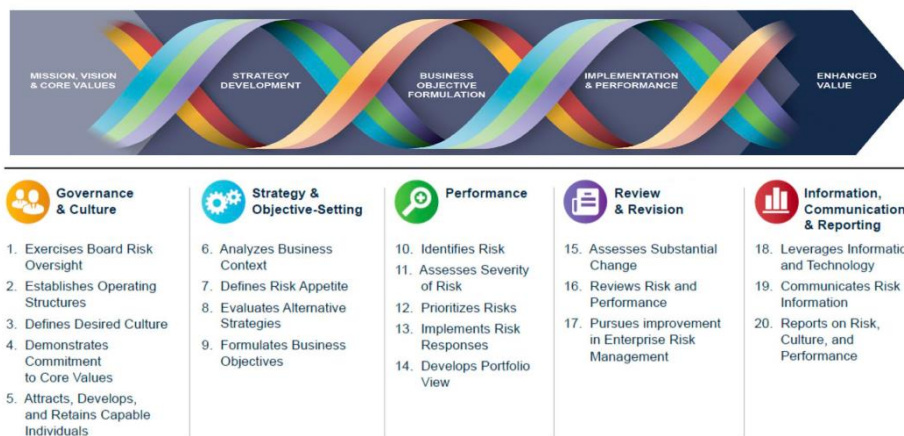 MISSION, VISION
& CORE VALUES
STRATEGY
DEVELOPMENT
BUSINESS
OBJECTIVE
FORMULATION
IMPLEMENTATION
& PERFORMANCE
ENHANCED
VALUE
Governance
& Culture
1. Exercises Board Risk
Oversight
2. Establishes Operating
Structures
3. Defines Desired Culture
4. Demonstrates
Commitment
to Core Values
5. Attracts, Develops,
and Retains Capable
Individuals
Strategy &
Objective-Setting
6. Analyzes Business
Context
7. Defines Risk Appetite
8. Evaluates Alternative
Strategies
9. Formulates Business
Objectives
Performance
10. Identifies Risk
11. Assesses Severity
of Risk
12. Prioritizes Risks
13. Implements Risk
Responses
14. Develops Portfolio
View
Review
& Revision
15. Assesses Substantial
Change
16. Reviews Risk and
Performance
17. Pursues improvement
in Enterprise Risk
Management
Information,
Communication
& Reporting
18. Leverages Informatio
and Technology
19. Communicates Risk
Information
20. Reports on Risk,
Culture, and
Performance